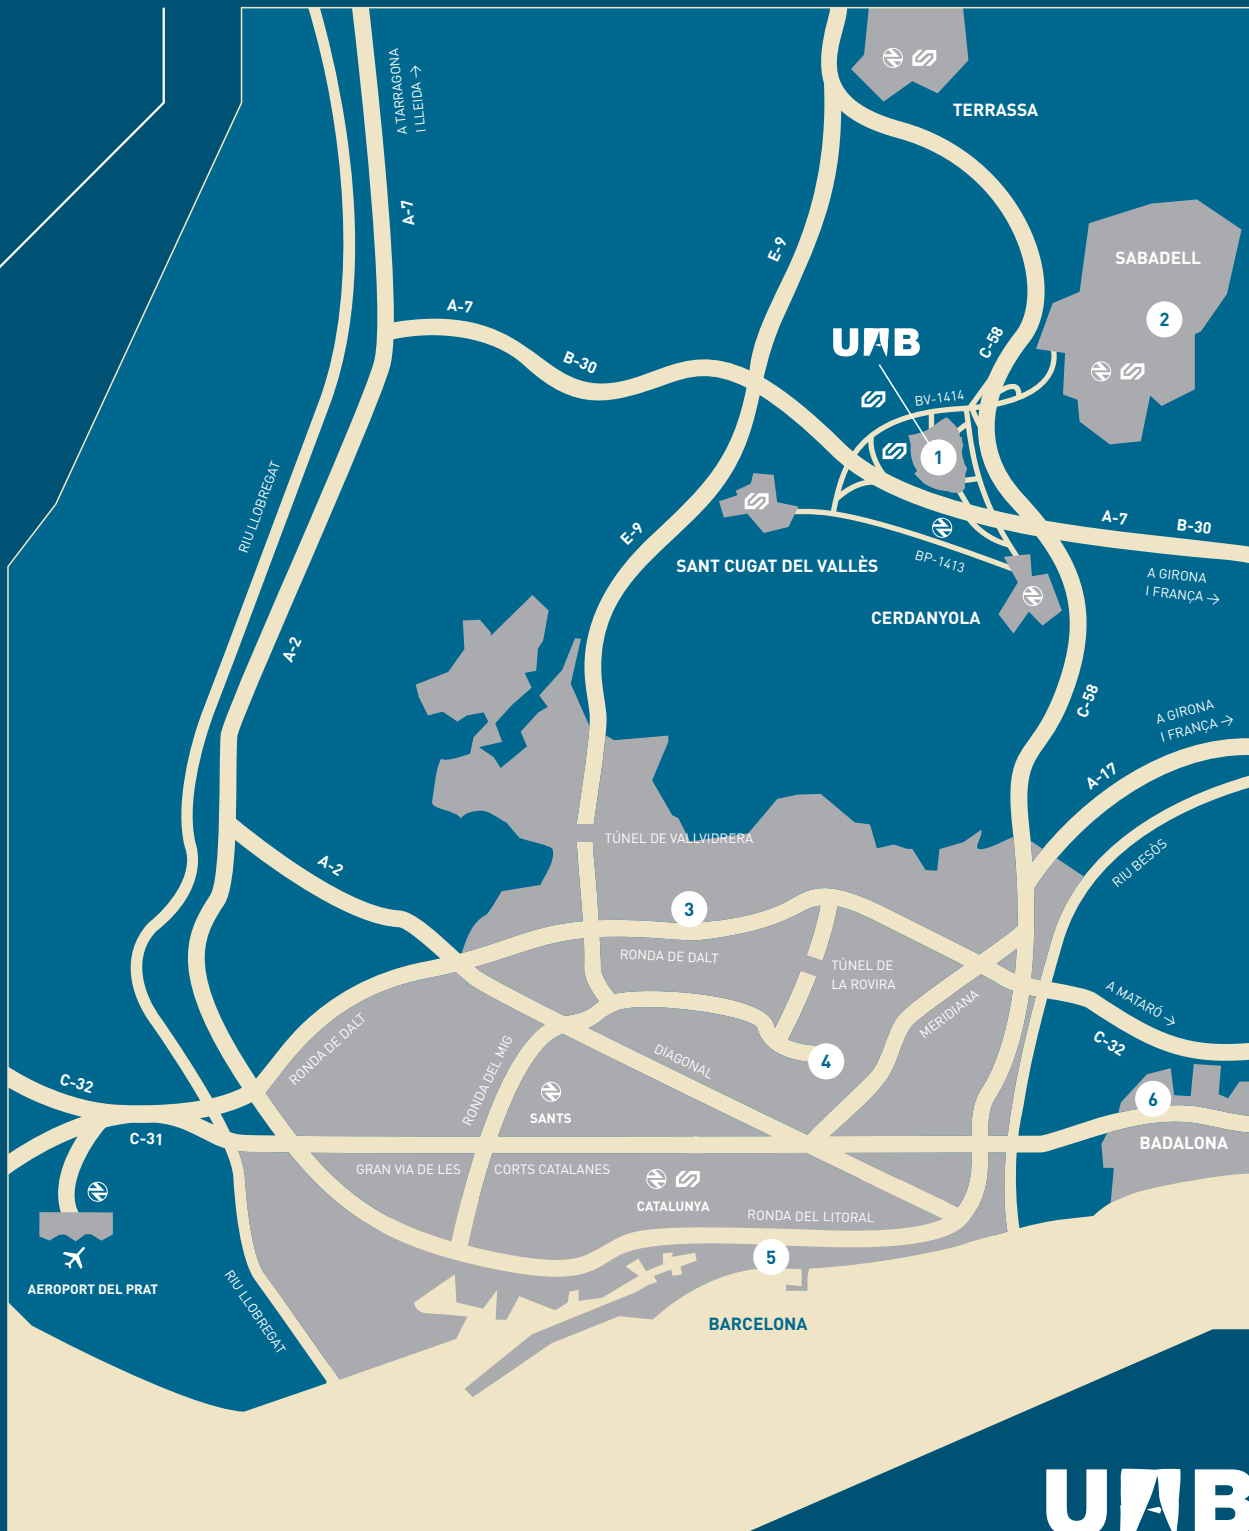 A TARRAGONA
I LLEIDA →
A-7
TERRASSA
E-9
SABADELL
2
A-7
B-30
UAB
C-58
BV-1414
1
RIU LLOBREGAT
E-9
A-7
B-30
SANT CUGAT DEL VALLÈS
BP-1413
A GIRONA
I FRANÇA →
CERDANYOLA
A-2
C-58
A GIRONA
I FRANÇA →
A-17
TÚNEL DE VALLVIDRERA
A-2
RIU BESÒS
3
RONDA DE DALT
TÚNEL DE
LA ROVIRA
MERIDIANA
A MATARÓ →
C-32
RONDA DE DALT
RONDA DEL MIG
DIAGONAL
4
C-32
SANTS
6
C-31
BADALONA
GRAN VIA DE LES CORTS CATALANES
CATALUNYA
RONDA DEL LITORAL
5
AEROPORT DEL PRAT
RIU LLOBREGAT
BARCELONA
UAB